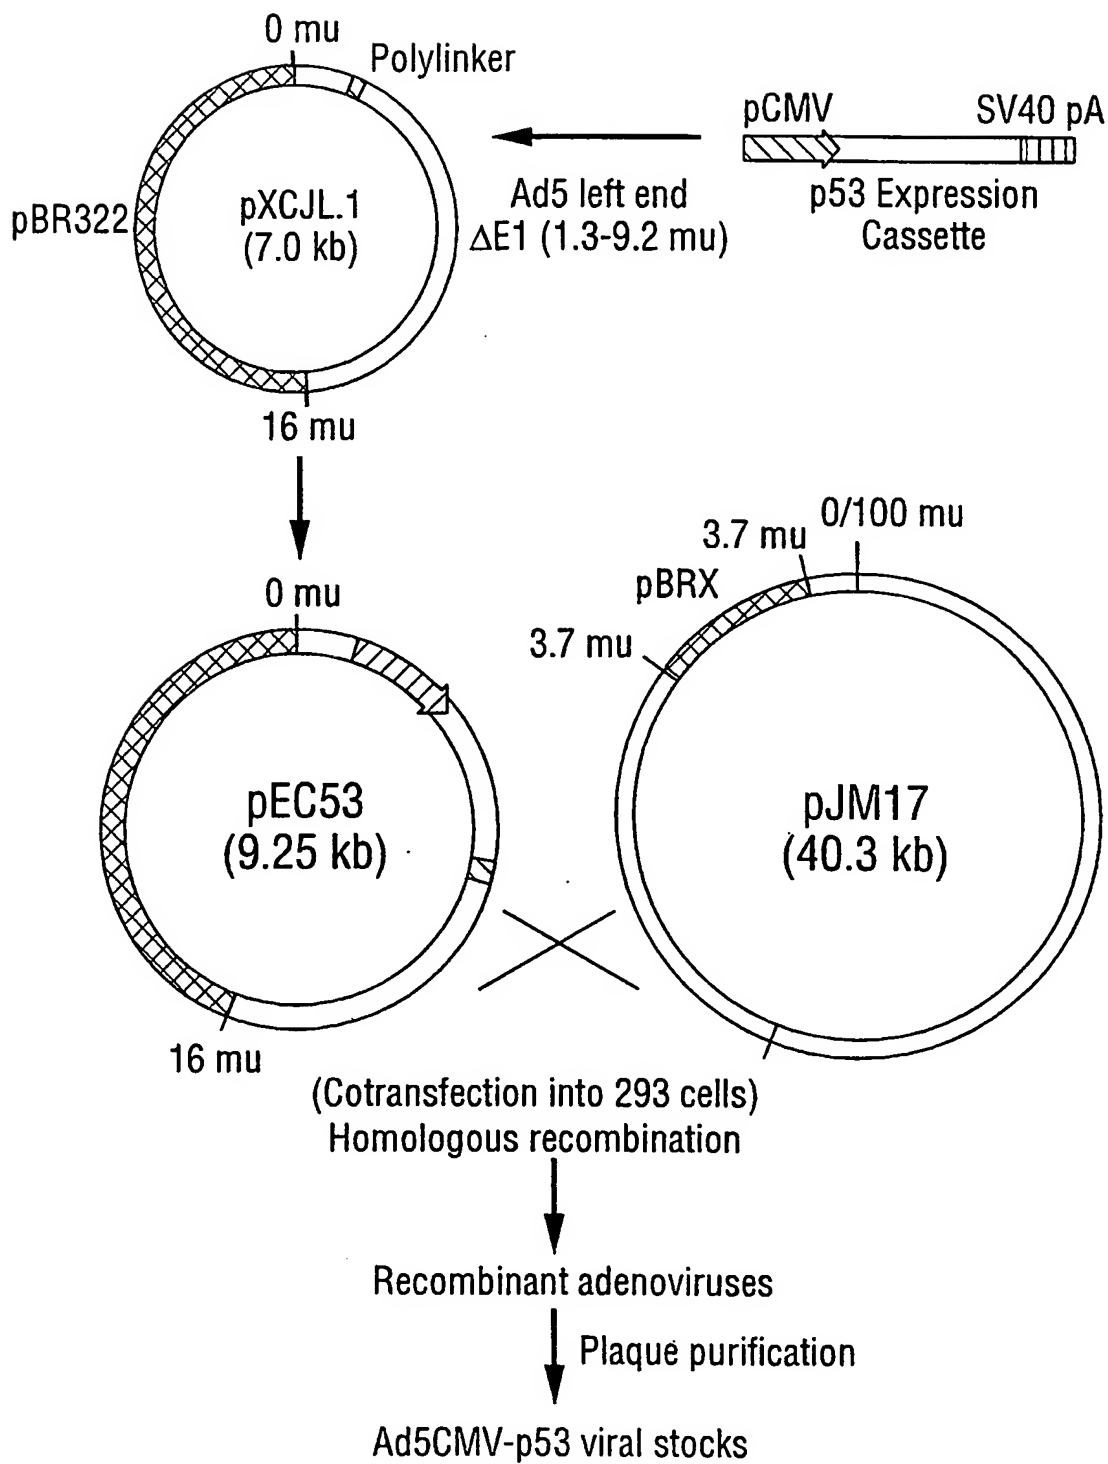 0 mu
Polylinker
pCMV
SV40 pA
pBR322
pXCJL.1
(7.0 kb)
Ad5 left end
ΔE1 (1.3-9.2 mu)
p53 Expression
Cassette
16 mu
0 mu
0/100 mu
3.7 mu
pBRX
3.7 mu
pEC53
(9.25 kb)
pJM17
(40.3 kb)
16 mu
(Cotransfection into 293 cells)
Homologous recombination
Recombinant adenoviruses
Plaque purification
Ad5CMV-p53 viral stocks